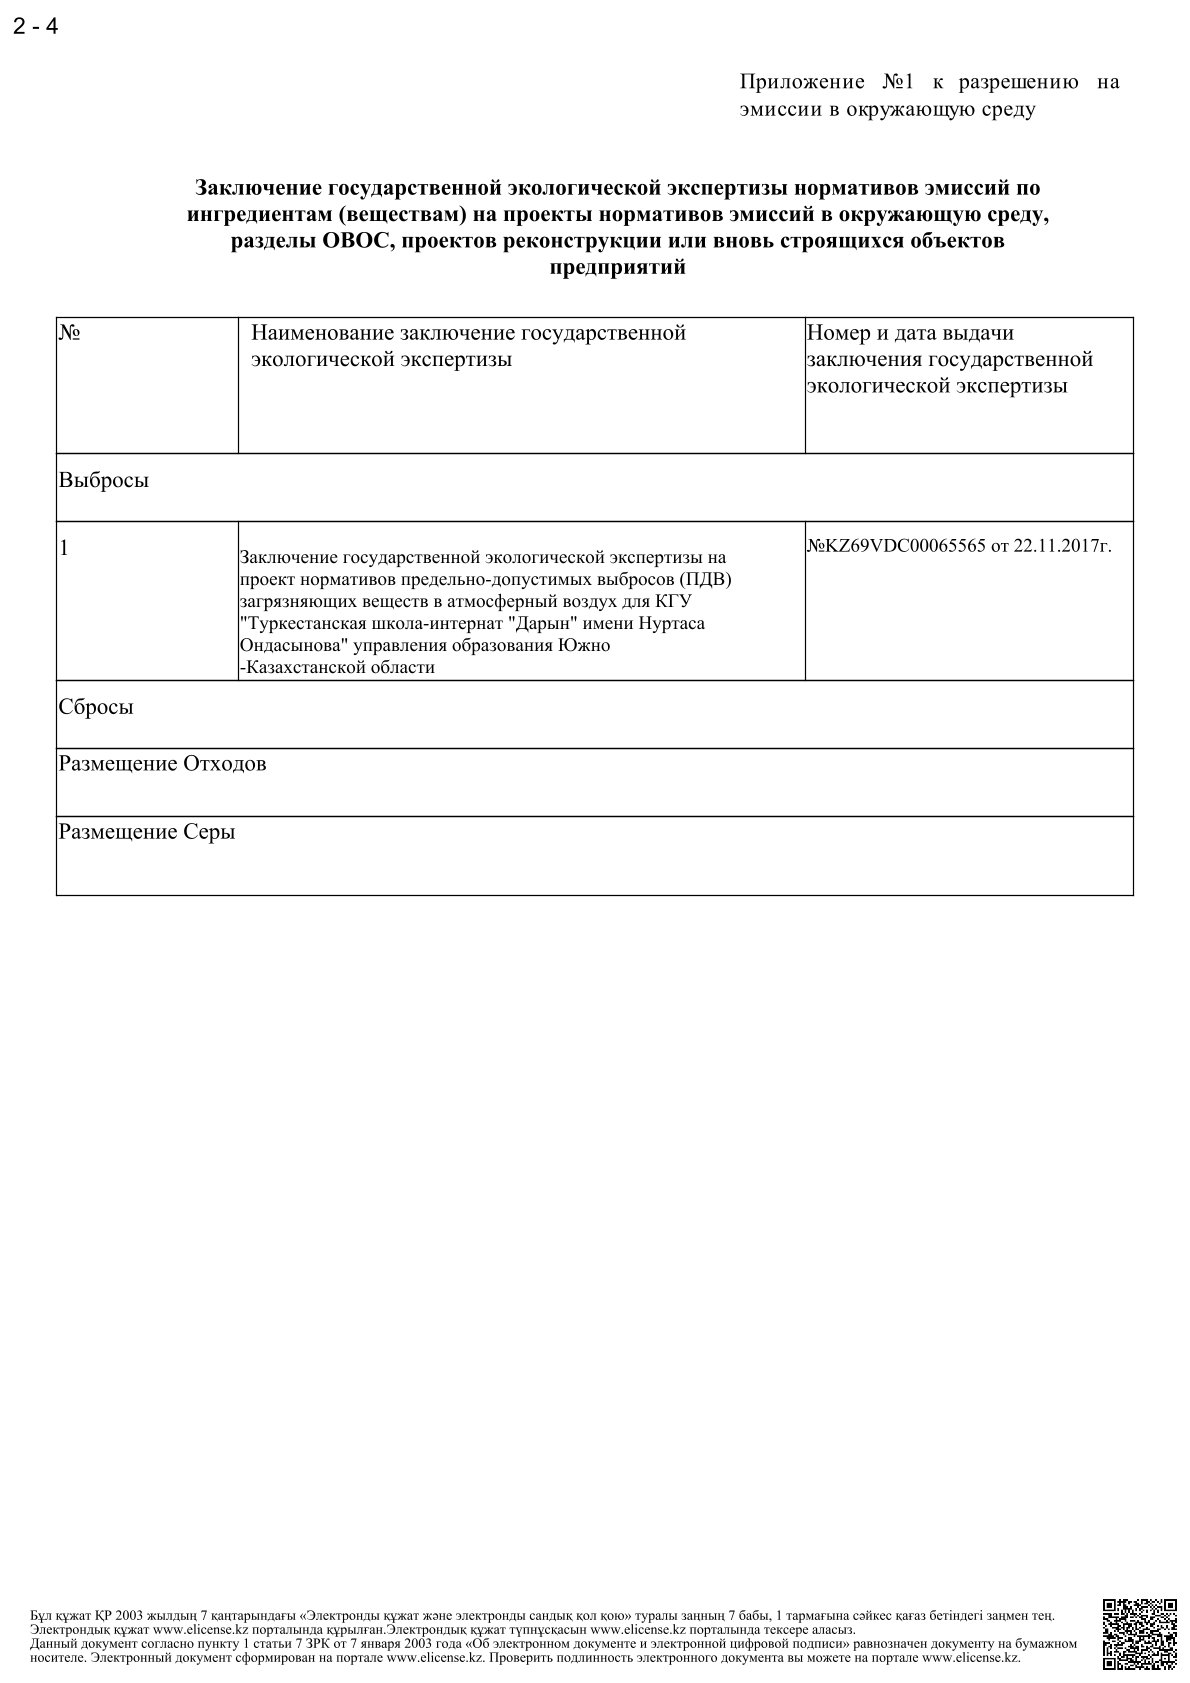 2 - 4
Приложение №1 к разрешению на
эмиссии в окружающую среду
Заключение государственной экологической экспертизы нормативов эмиссий по
ингредиентам (веществам) на проекты нормативов эмиссий в окружающую среду,
разделы ОВОС, проектов реконструкции или вновь строящихся объектов
предприятий
№
Наименование заключение государственной
экологической экспертизы
Номер и дата выдачи
заключения государственной
экологической экспертизы
Выбросы
1
Заключение государственной экологической экспертизы на
проект нормативов предельно-допустимых выбросов (ПДВ)
загрязняющих веществ в атмосферный воздух для КГУ
"Туркестанская школа-интернат "Дарын" имени Нуртаса
Ондасынова" управления образования Южно
-Казахстанской области
№KZ69VDC00065565 от 22.11.2017г.
Сбросы
Размещение Отходов
Размещение Серы
Бұл құжат ҚР 2003 жылдың 7 қаңтарындағы «Электронды құжат және электронды сандық қол қою» туралы заңның 7 бабы, 1 тармағына сәйкес қағаз бетіндегі заңмен тең.
Электрондық құжат www.elicense.kz порталында құрылған.Электрондық құжат түпнұсқасын www.elicense.kz порталында тексере аласыз.
Данный документ согласно пункту 1 статьи 7 ЗРК от 7 января 2003 года «Об электронном документе и электронной цифровой подписи» равнозначен документу на бумажном
носителе. Электронный документ сформирован на портале www.elicense.kz. Проверить подлинность электронного документа вы можете на портале www.elicense.kz.